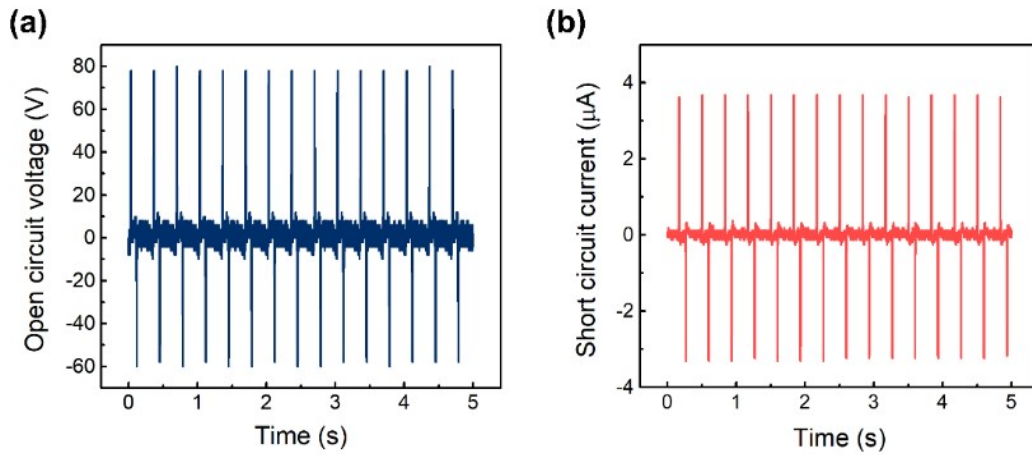 (a)
Open circuit voltage (V)
80
60
40
20
0
-20
-40
-60
0 1 2 3 4 5
Time (s)
(b)
Short circuit current (μA)
4
2
0
-2
-4
0 1 2 3 4 5
Time (s)